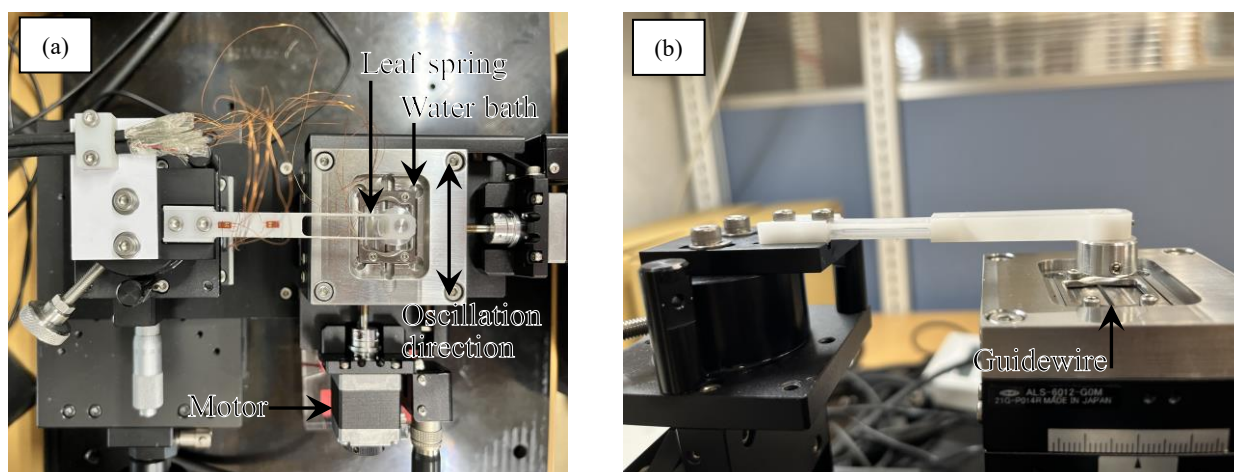 (a)
Leaf spring
Water bath
Oscillation
direction
Motor
(b)
Guidewire
ALS-6012-G0M
21G-P014R MADE IN JAPAN